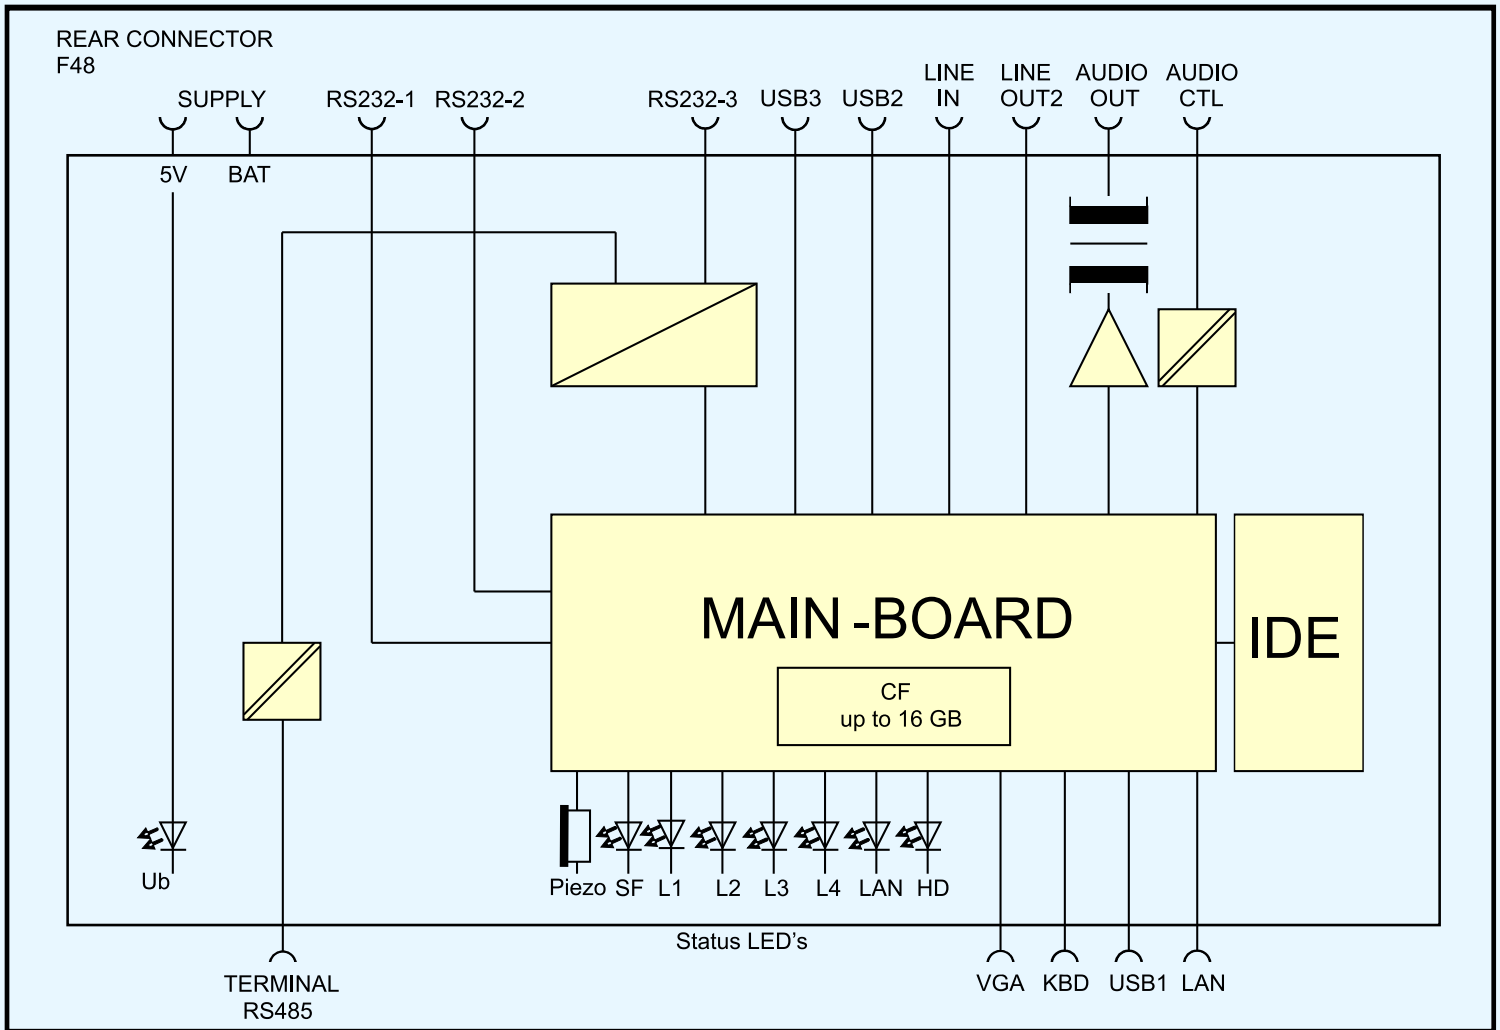 REAR CONNECTOR
F48
SUPPLY
RS232-1
RS232-2
RS232-3
USB3
USB2
LINE
IN
LINE
OUT2
AUDIO
OUT
AUDIO
CTL
5V
BAT
MAIN -BOARD
IDE
CF
up to 16 GB
Ub
Piezo
SF
L1
L2
L3
L4
LAN
HD
Status LED's
TERMINAL
RS485
VGA
KBD
USB1
LAN